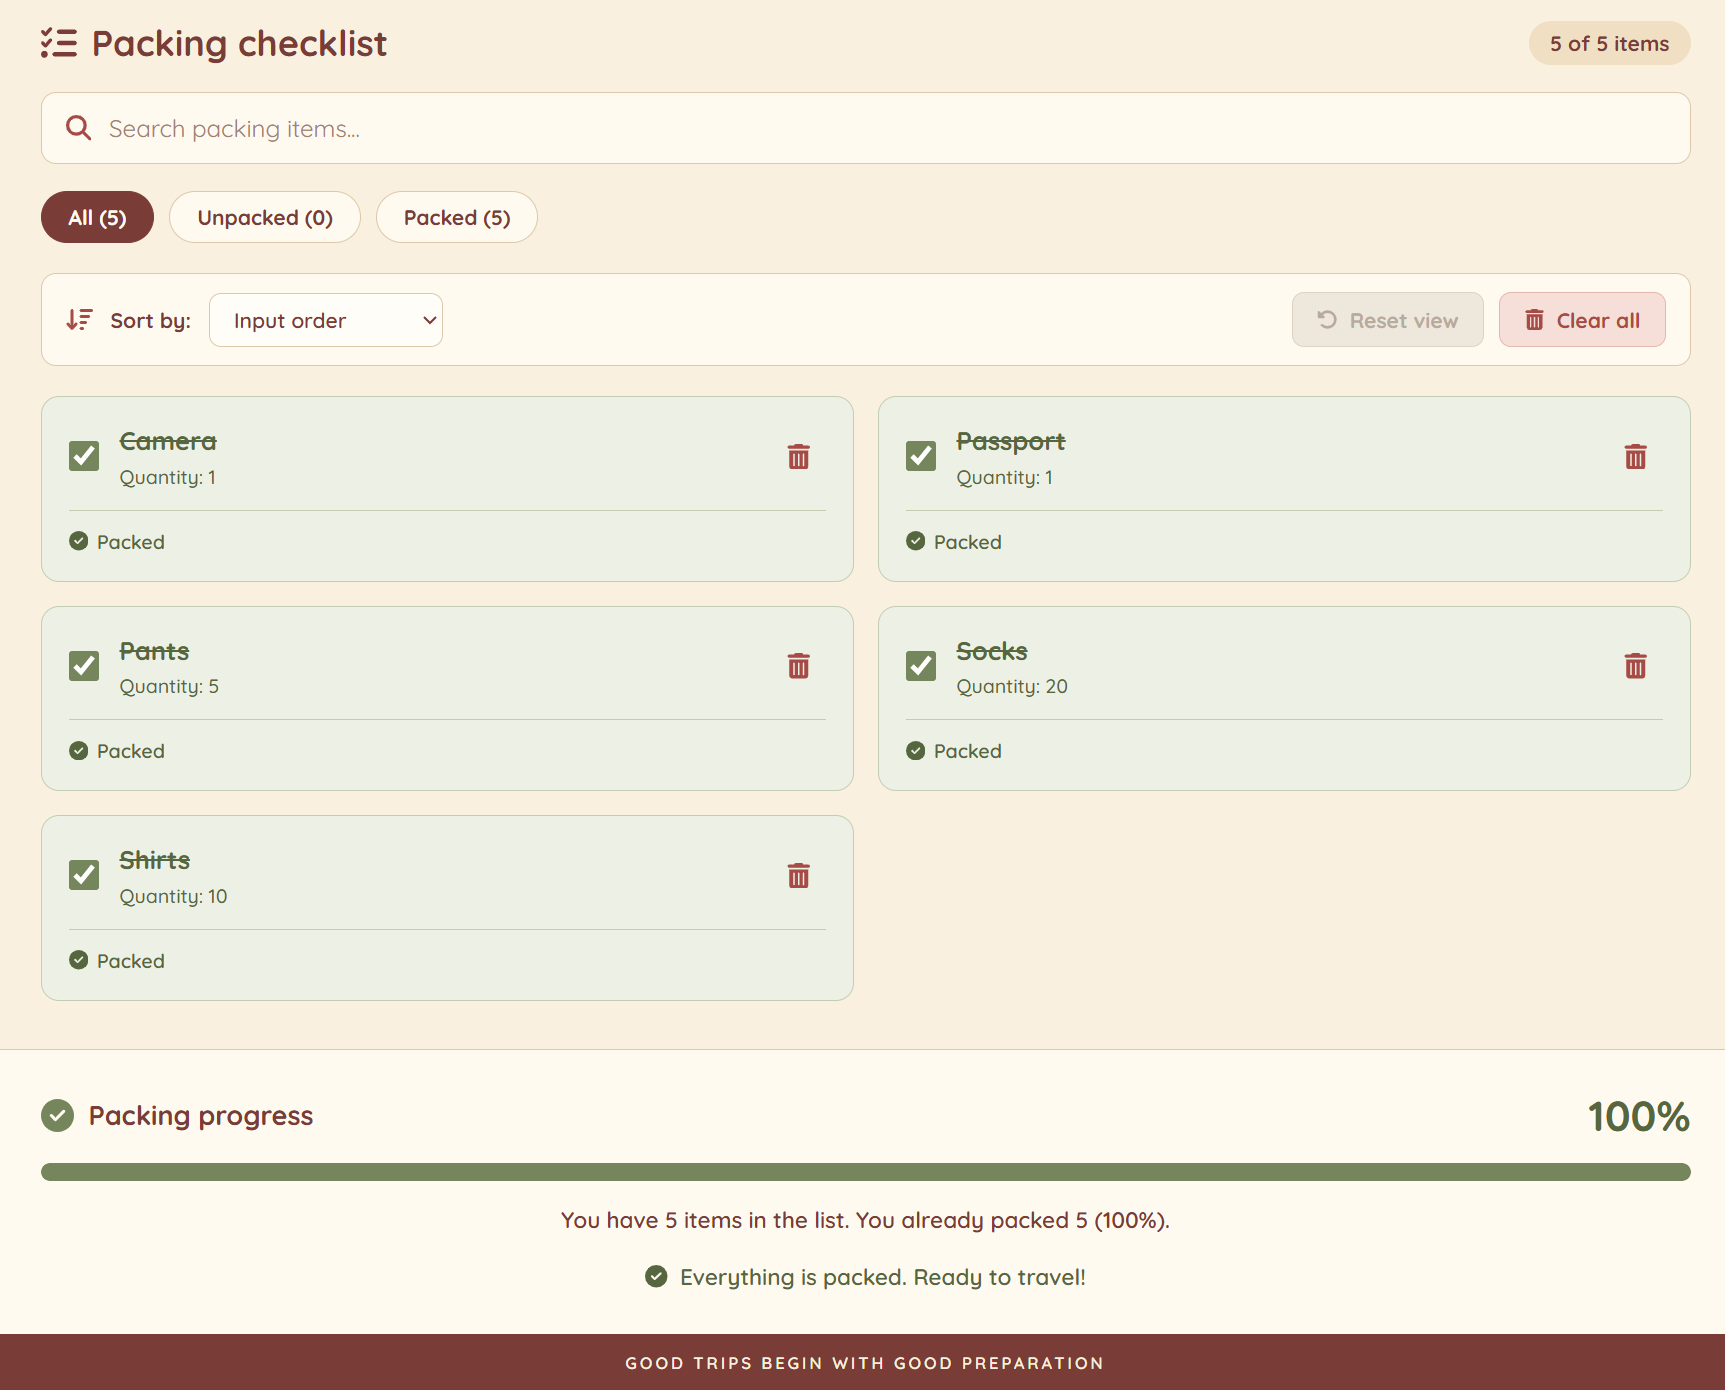 Packing checklist
5 of 5 items
Search packing items...
All (5)
Unpacked (0)
Packed (5)
Sort by:
Input order
Reset view
Clear all
Camera
Quantity: 1
Packed
Passport
Quantity: 1
Packed
Pants
Quantity: 5
Packed
Socks
Quantity: 20
Packed
Shirts
Quantity: 10
Packed
Packing progress
100%
You have 5 items in the list. You already packed 5 (100%).
Everything is packed. Ready to travel!
GOOD TRIPS BEGIN WITH GOOD PREPARATION